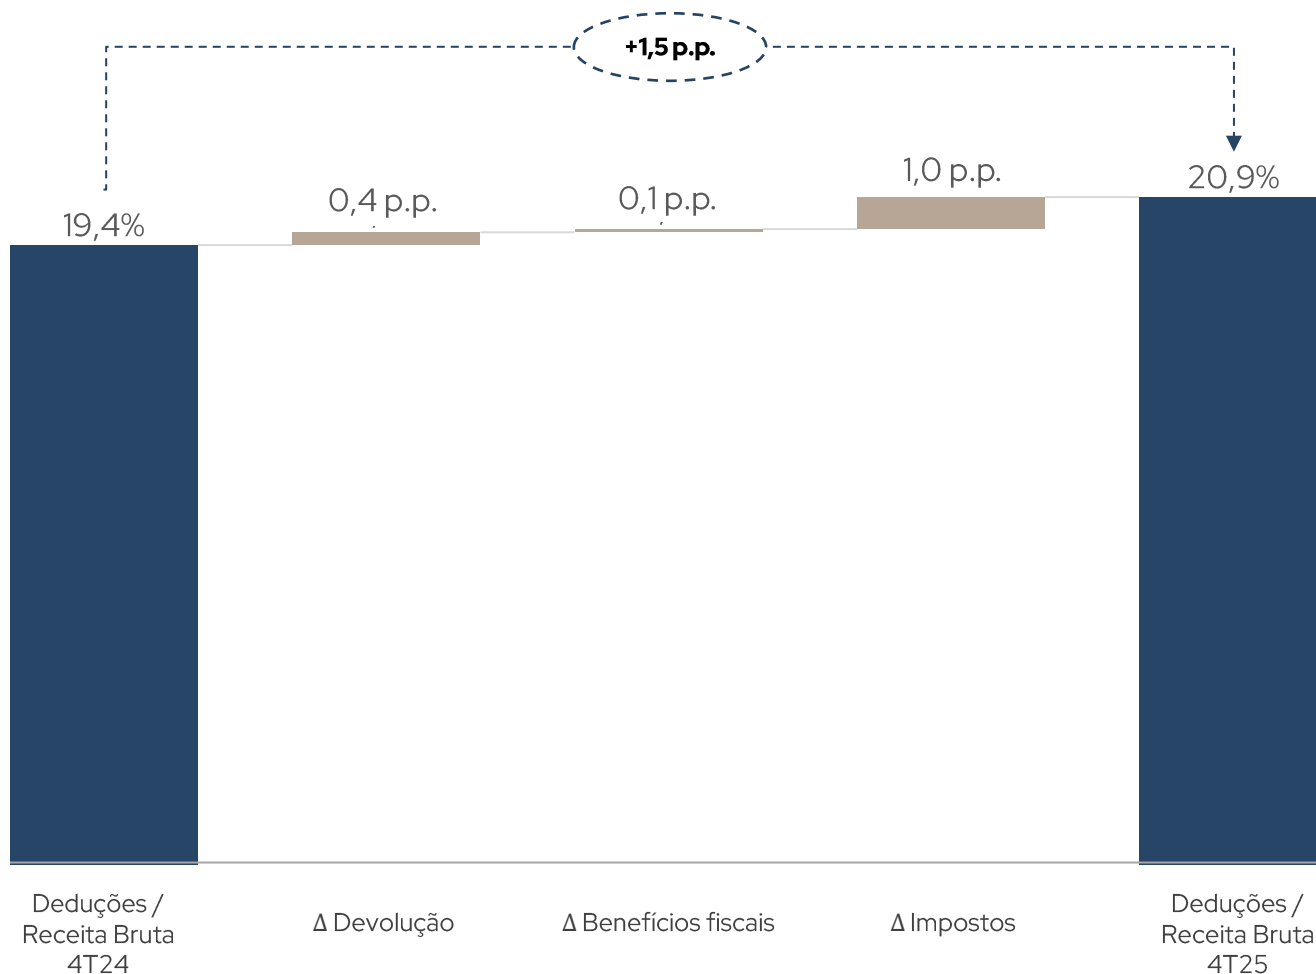 +1,5 p.p.
19,4%
0,4 p.p.
0,1 p.p.
1,0 p.p.
20,9%
Deduções /
Receita Bruta
4T24
Δ Devolução
Δ Benefícios fiscais
Δ Impostos
Deduções /
Receita Bruta
4T25